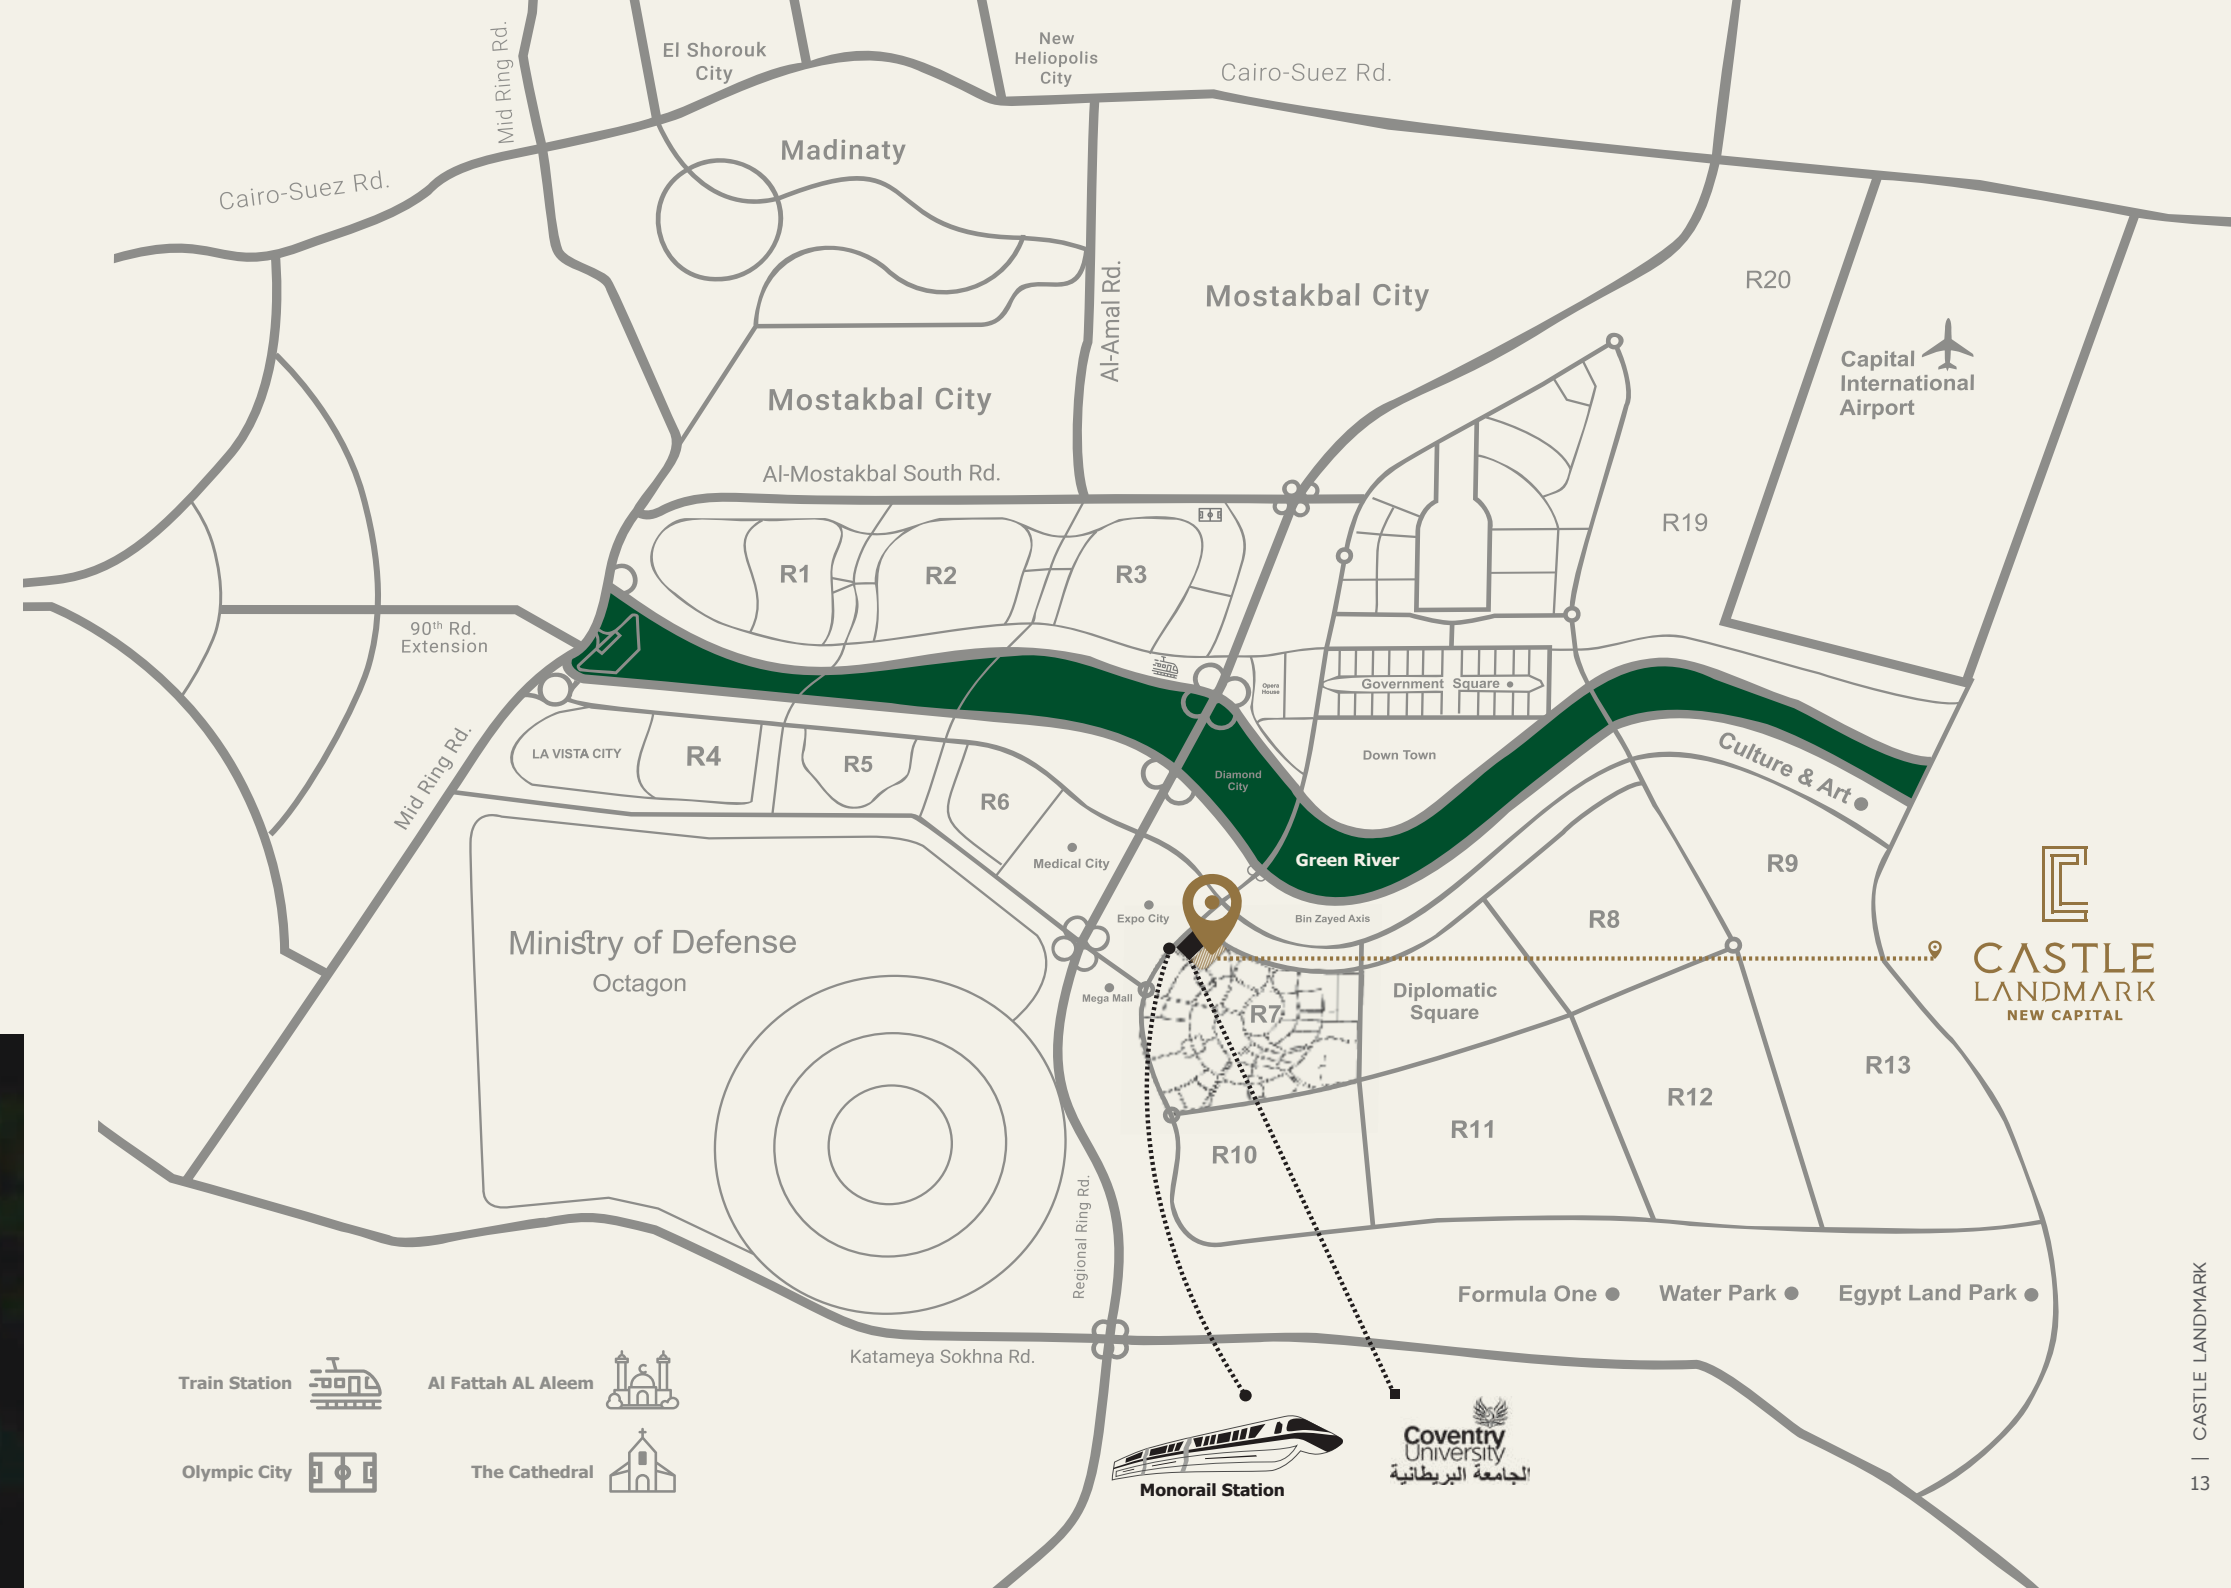 Mid Ring Rd.
El Shorouk
City
New
Heliopolis
City
Cairo-Suez Rd.
Cairo-Suez Rd.
Madinaty
Al-Amal Rd.
Mostakbal City
R20
Capital
International
Airport
Mostakbal City
Al-Mostakbal South Rd.
R19
R1
R2
R3
90th Rd.
Extension
Opera
House
Government Square
LA VISTA CITY
R4
R5
Mid Ring Rd.
Down Town
Culture & Art
Diamond
City
R6
Medical City
Green River
R9
Expo City
Bin Zayed Axis
R8
Ministry of Defense
Octagon
CASTLE
LANDMARK
NEW CAPITAL
Mega Mall
R7
Diplomatic
Square
R13
R12
R11
R10
Regional Ring Rd.
Formula One
Water Park
Egypt Land Park
Katameya Sokhna Rd.
Train Station
Al Fattah AL Aleem
Olympic City
The Cathedral
Monorail Station
Coventry
University
الجامعة البريطانية
CASTLE LANDMARK
13